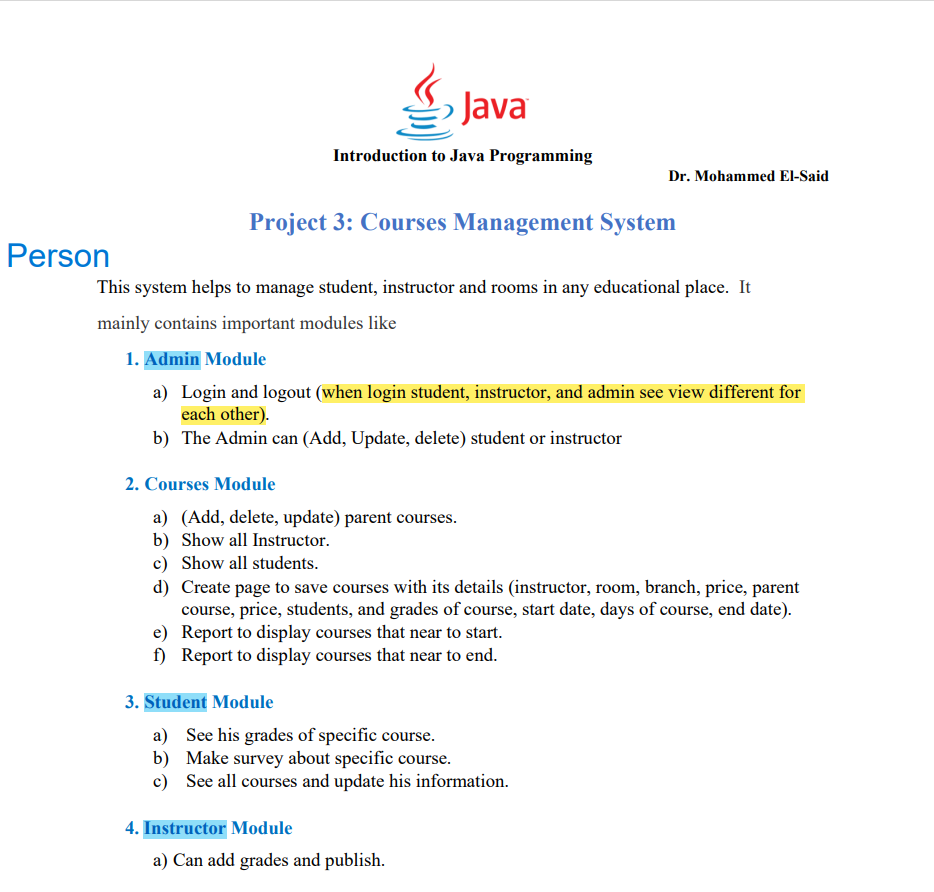 Java
Introduction to Java Programming
Dr. Mohammed El-Said
Project 3: Courses Management System
Person
This system helps to manage student, instructor and rooms in any educational place.  It
mainly contains important modules like
1. Admin Module
a) Login and logout (when login student, instructor, and admin see view different for
each other).
b) The Admin can (Add, Update, delete) student or instructor
2. Courses Module
a) (Add, delete, update) parent courses.
b) Show all Instructor.
c) Show all students.
d) Create page to save courses with its details (instructor, room, branch, price, parent
course, price, students, and grades of course, start date, days of course, end date).
e) Report to display courses that near to start.
f) Report to display courses that near to end.
3. Student Module
a) See his grades of specific course.
b) Make survey about specific course.
c) See all courses and update his information.
4. Instructor Module
a) Can add grades and publish.